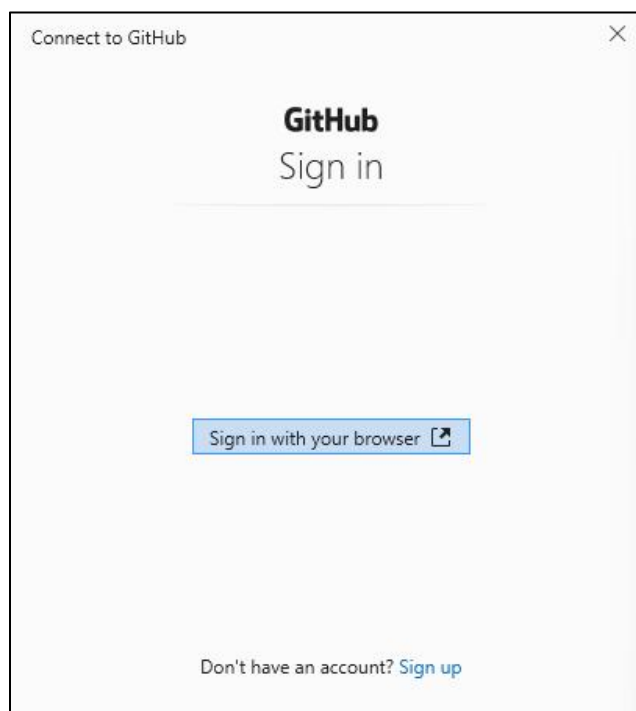 Connect to GitHub
GitHub
Sign in
Sign in with your browser
Don't have an account? Sign up